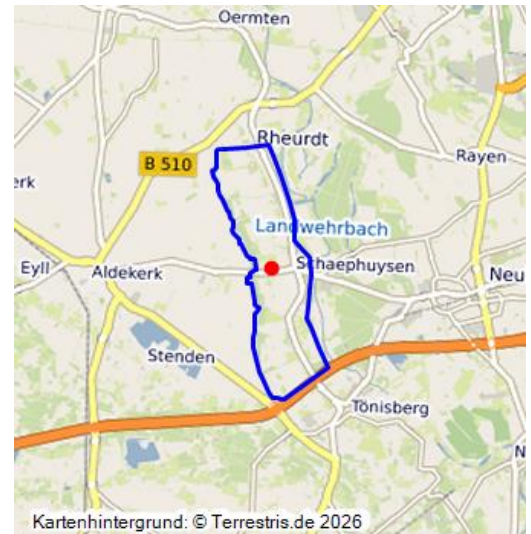 Oermten
Rheurdt
B 510
Rayen
erk
Landwehrbach
Eyll
Aldekerk
Schaephuysen
Neu
Stenden
Tönisberg
N
Kartenhintergrund: © Terrestris.de 2026